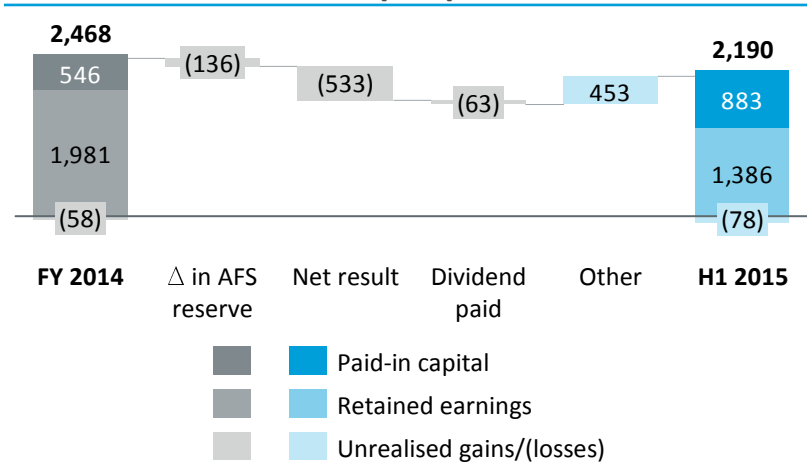 2,468
546
1,981
(58)
(136)
(533)
(63)
453
2,190
883
1,386
(78)
FY 2014
Δ in AFS
reserve
Net result
Dividend
paid
Other
H1 2015
Paid-in capital
Retained earnings
Unrealised gains/(losses)